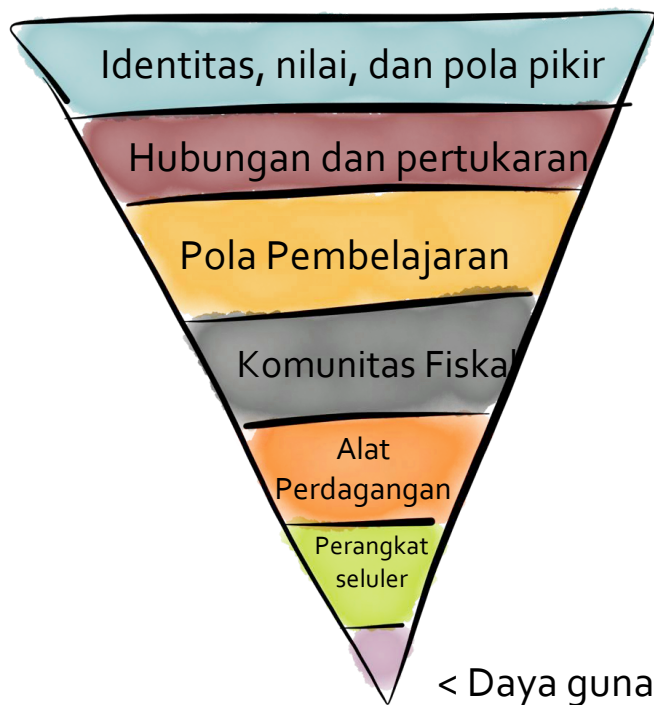 Identitas, nilai, dan pola pikir
Hubungan dan pertukaran
Pola Pembelajaran
Komunitas Fiskal
Alat
Perdagangan
Perangkat
seluler
< Daya guna